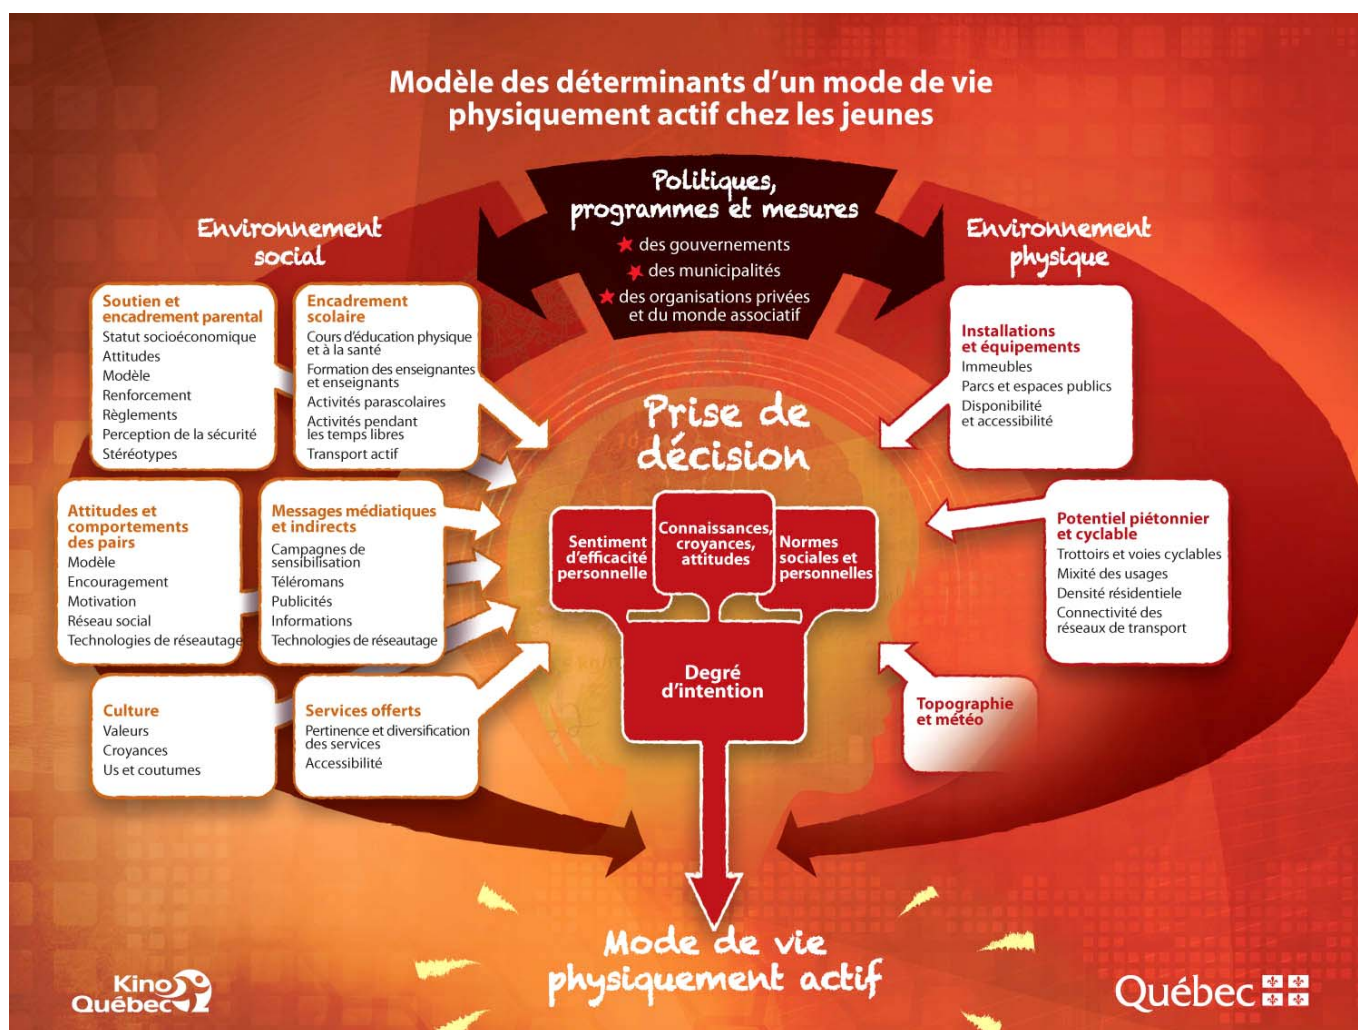 Modèle des déterminants d'un mode de vie
physiquement actif chez les jeunes
Politiques,
programmes et mesures
des gouvernements
des municipalités
des organisations privées
et du monde associatif
Environnement
social
Soutien et
encadrement parental
Statut socioéconomique
Attitudes
Modèle
Renforcement
Règlements
Perception de la sécurité
Stéréotypes
Encadrement
scolaire
Cours d'éducation physique
et à la santé
Formation des enseignantes
et enseignants
Activités parascolaires
Activités pendant
les temps libres
Transport actif
Attitudes et
comportements
des pairs
Modèle
Encouragement
Motivation
Réseau social
Technologies de réseautage
Messages médiatiques
et indirects
Campagnes de
sensibilisation
Téléromans
Publicités
Informations
Technologies de réseautage
Culture
Valeurs
Croyances
Us et coutumes
Services offerts
Pertinence et diversification
des services
Accessibilité
Prise de
décision
Sentiment
d'efficacité
personnelle
Connaissances,
croyances,
attitudes
Normes
sociales et
personnelles
Degré
d'intention
Environnement
physique
Installations
et équipements
Immeubles
Parcs et espaces publics
Disponibilité
et accessibilité
Potentiel piétonnier
et cyclable
Trottoirs et voies cyclables
Mixité des usages
Densité résidentielle
Connectivité des
réseaux de transport
Topographie
et météo
Mode de vie
physiquement actif
Kino
Québec
Québec